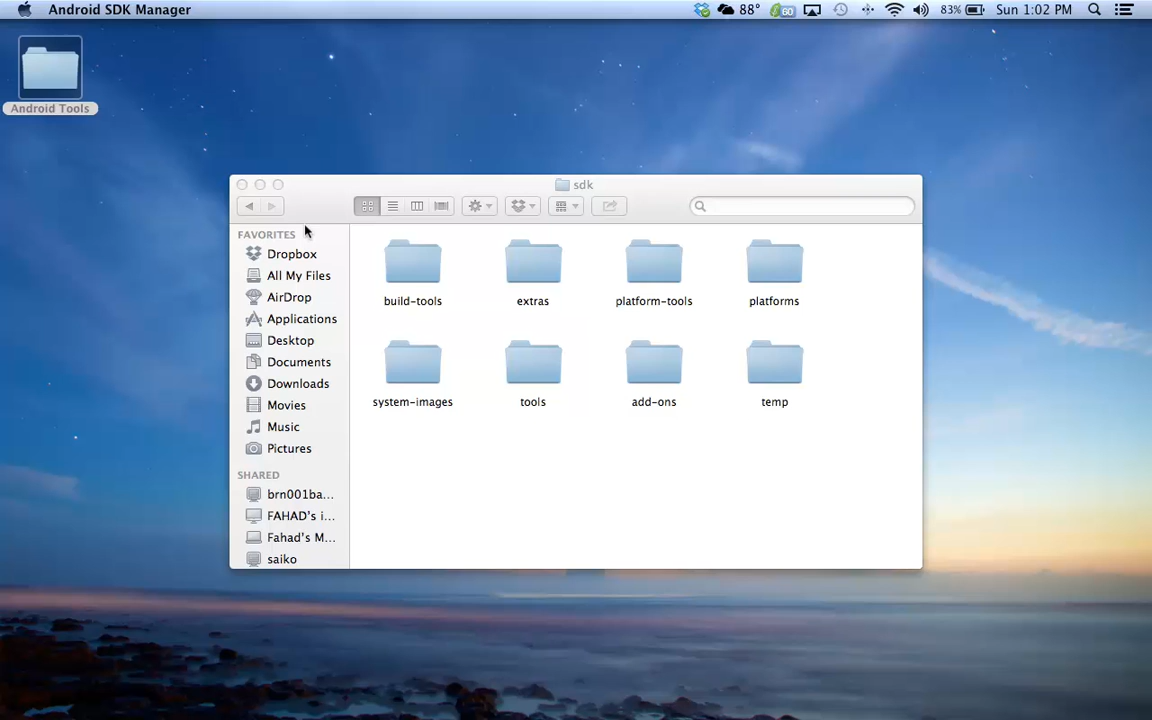 Android SDK Manager
88°
60
83%
Sun 1:02 PM
Android Tools
sdk
FAVORITES
Dropbox
All My Files
AirDrop
Applications
Desktop
Documents
Downloads
Movies
Music
Pictures
SHARED
brn001ba...
FAHAD's i...
Fahad's M...
saiko
build-tools
extras
platform-tools
platforms
system-images
tools
add-ons
temp